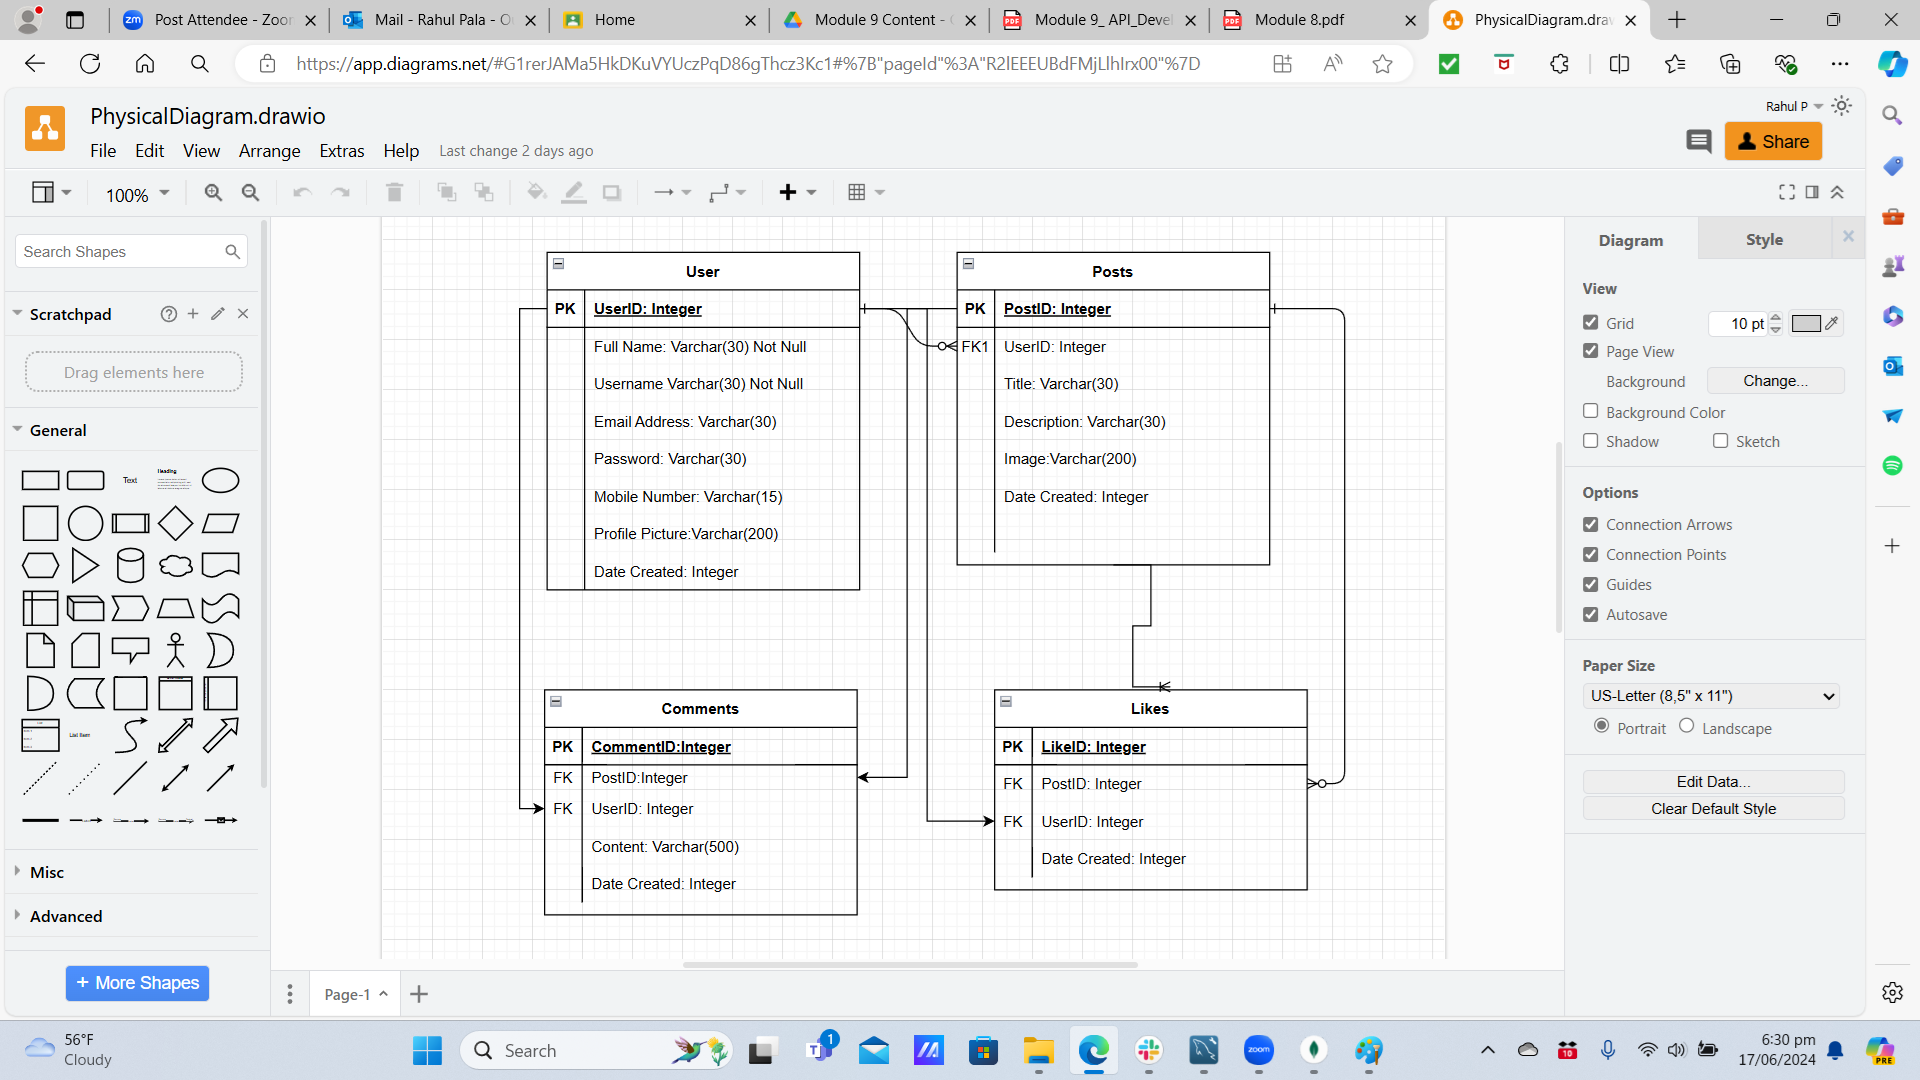 Post Attendee - Zoom
Mail - Rahul Pala - O
Home
Module 9 Content -
Module 9_ API_Deve
Module 8.pdf
PhysicalDiagram.draw
https://app.diagrams.net/#G1rerJAMa5HkDKuVYUczPqD86gThcz3Kc1#%7B"pageId"%3A"R2lEEEUBdFMjLlhIrx00"%7D
PhysicalDiagram.drawio
Rahul P
File Edit View Arrange Extras Help Last change 2 days ago
Share
100%
Search Shapes
Scratchpad
Drag elements here
General
Text
Heading
List Item
Misc
Advanced
+ More Shapes
User
PK UserID: Integer
Full Name: Varchar(30) Not Null
Username Varchar(30) Not Null
Email Address: Varchar(30)
Password: Varchar(30)
Mobile Number: Varchar(15)
Profile Picture:Varchar(200)
Date Created: Integer
Posts
PK PostID: Integer
FK1 UserID: Integer
Title: Varchar(30)
Description: Varchar(30)
Image:Varchar(200)
Date Created: Integer
Comments
PK CommentID:Integer
FK PostID:Integer
FK UserID: Integer
Content: Varchar(500)
Date Created: Integer
Likes
PK LikeID: Integer
FK PostID: Integer
FK UserID: Integer
Date Created: Integer
Diagram Style
View
Grid 10 pt
Page View
Background Change...
Background Color
Shadow Sketch
Options
Connection Arrows
Connection Points
Guides
Autosave
Paper Size
US-Letter (8,5" x 11")
Portrait Landscape
Edit Data...
Clear Default Style
Page-1
56°F
Cloudy
Search
1
zoom
10
6:30 pm
17/06/2024
PRE